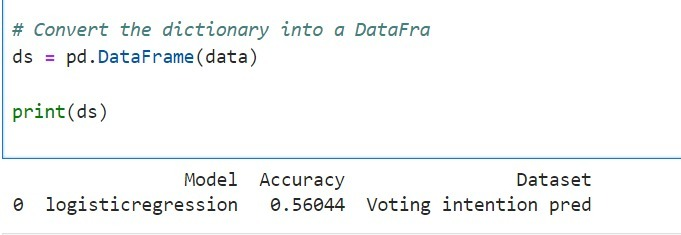 # Convert the dictionary into a DataFra
ds = pd.DataFrame(data)
print(ds)
Model Accuracy Dataset
0 logisticregression 0.56044 Voting intention pred